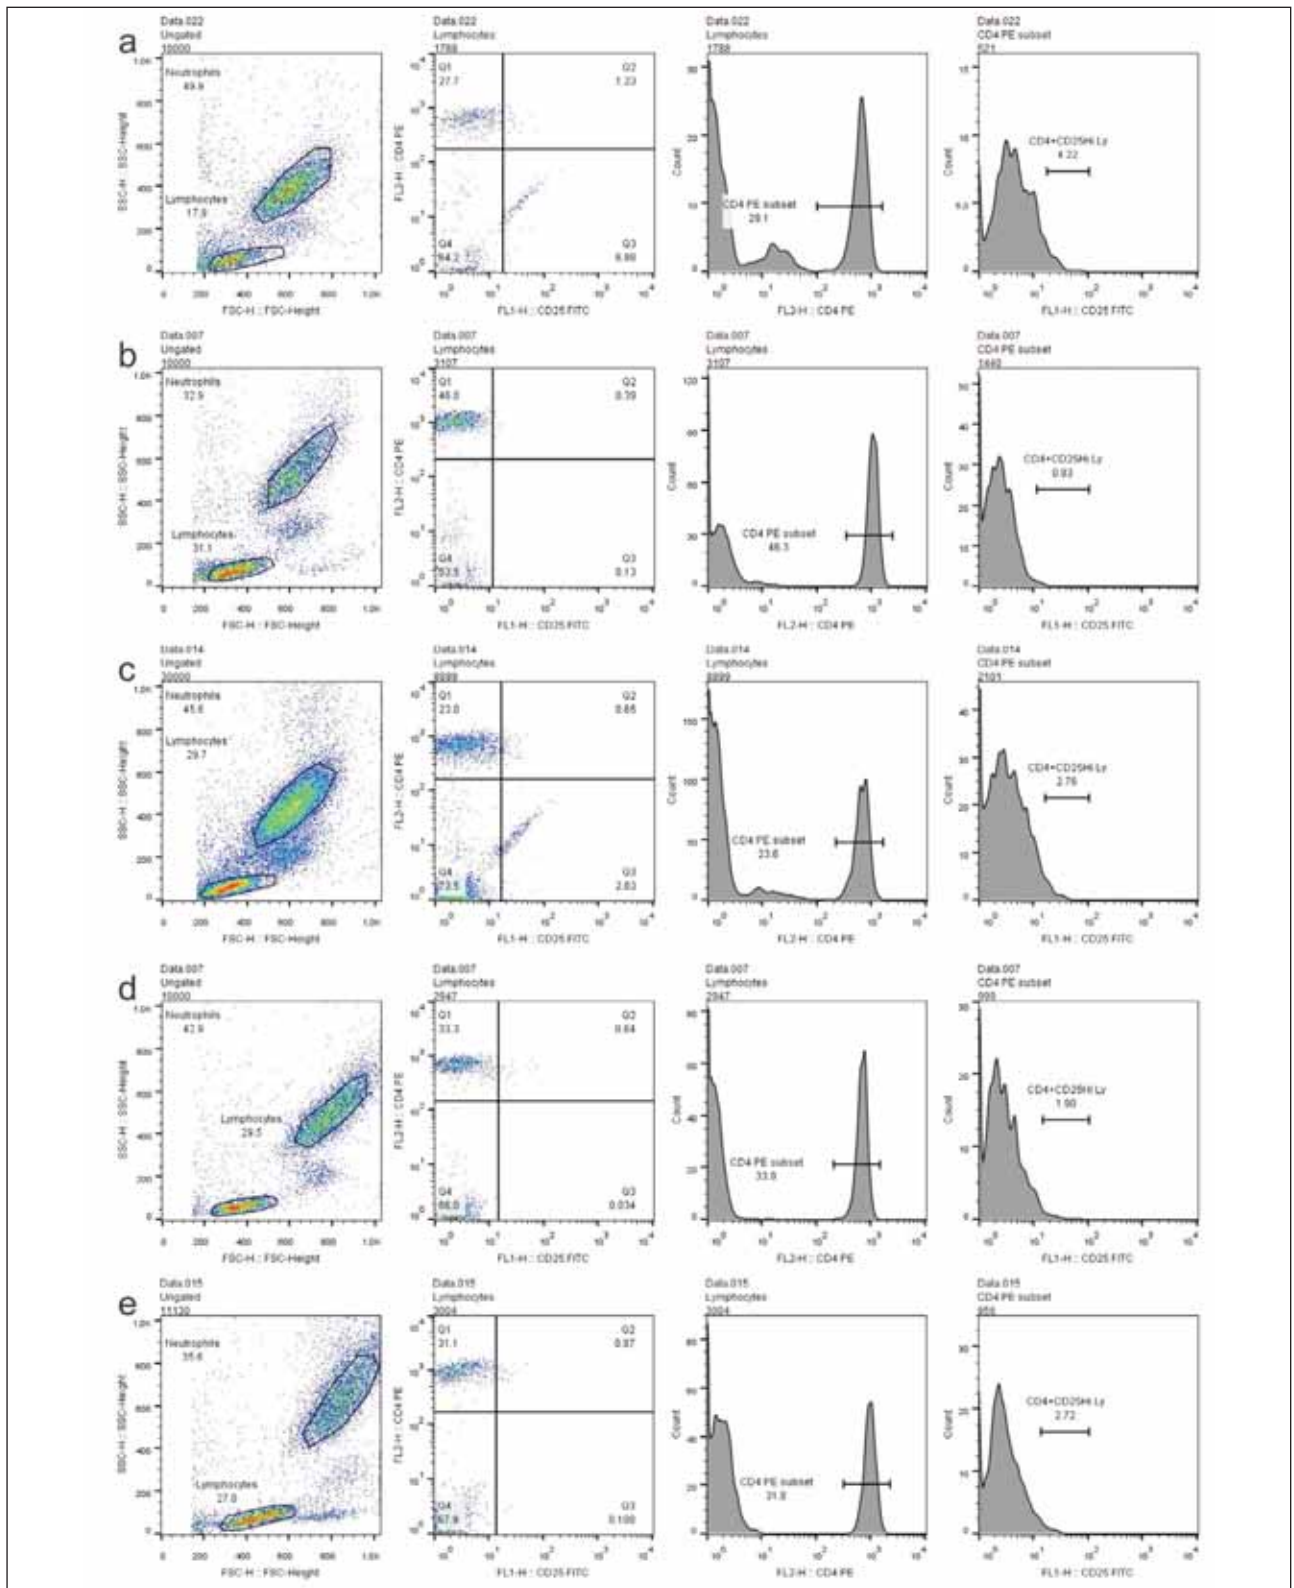 a
Data.022
Ungated
10000
Neutrophils
49.9
Lymphocytes
17.9
SSC-H :: SSC-Height
FSC-H :: FSC-Height
Data.022
Lymphocytes
1788
Q1
27.7
Q2
1.23
Q3
6.88
Q4
64.2
FL2-H :: CD4 PE
FL1-H :: CD25 FITC
Data.022
Lymphocytes
1788
CD4 PE subset
29.1
Count
FL2-H :: CD4 PE
Data.022
CD4 PE subset
521
CD4+CD25Hi Ly
4.22
Count
FL1-H :: CD25 FITC
b
Data.007
Ungated
10000
Neutrophils
32.9
Lymphocytes
31.1
SSC-H :: SSC-Height
FSC-H :: FSC-Height
Data.007
Lymphocytes
3107
Q1
46.0
Q2
0.39
Q3
0.13
Q4
53.5
FL2-H :: CD4 PE
FL1-H :: CD25 FITC
Data.007
Lymphocytes
3107
CD4 PE subset
46.3
Count
FL2-H :: CD4 PE
Data.007
CD4 PE subset
1440
CD4+CD25Hi Ly
0.83
Count
FL1-H :: CD25 FITC
c
Data.014
Ungated
30000
Neutrophils
45.6
Lymphocytes
29.7
SSC-H :: SSC-Height
FSC-H :: FSC-Height
Data.014
Lymphocytes
8899
Q1
23.0
Q2
0.65
Q3
2.83
Q4
73.5
FL2-H :: CD4 PE
FL1-H :: CD25 FITC
Data.014
Lymphocytes
8899
CD4 PE subset
23.6
Count
FL2-H :: CD4 PE
Data.014
CD4 PE subset
2101
CD4+CD25Hi Ly
2.76
Count
FL1-H :: CD25 FITC
d
Data.007
Ungated
10000
Neutrophils
42.9
Lymphocytes
29.5
SSC-H :: SSC-Height
FSC-H :: FSC-Height
Data.007
Lymphocytes
2947
Q1
33.3
Q2
0.64
Q3
0.034
Q4
66.0
FL2-H :: CD4 PE
FL1-H :: CD25 FITC
Data.007
Lymphocytes
2947
CD4 PE subset
33.9
Count
FL2-H :: CD4 PE
Data.007
CD4 PE subset
CD4+CD25Hi Ly
1.90
Count
FL1-H :: CD25 FITC
e
Data.015
Ungated
11130
Neutrophils
35.6
Lymphocytes
27.0
SSC-H :: SSC-Height
FSC-H :: FSC-Height
Data.015
Lymphocytes
3004
Q1
31.1
Q2
0.87
Q3
0.100
Q4
67.9
FL2-H :: CD4 PE
FL1-H :: CD25 FITC
Data.015
Lymphocytes
3004
CD4 PE subset
31.8
Count
FL2-H :: CD4 PE
Data.015
CD4 PE subset
956
CD4+CD25Hi Ly
2.72
Count
FL1-H :: CD25 FITC